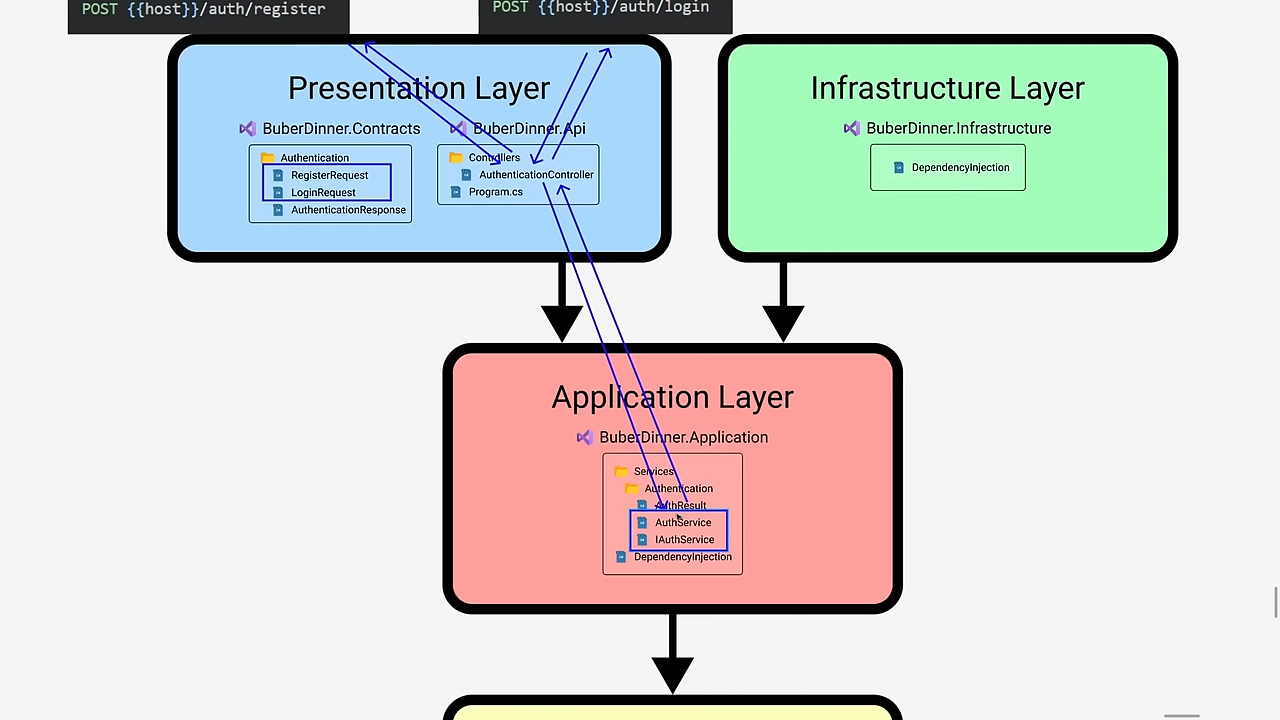 POST {{host}}/auth/register
POST {{host}}/auth/login
Presentation Layer
BuberDinner.Contracts
Authentication
RegisterRequest
LoginRequest
AuthenticationResponse
BuberDinner.Api
Controllers
AuthenticationController
Program.cs
Infrastructure Layer
BuberDinner.Infrastructure
DependencyInjection
Application Layer
BuberDinner.Application
Services
Authentication
AuthResult
AuthService
IAuthService
DependencyInjection